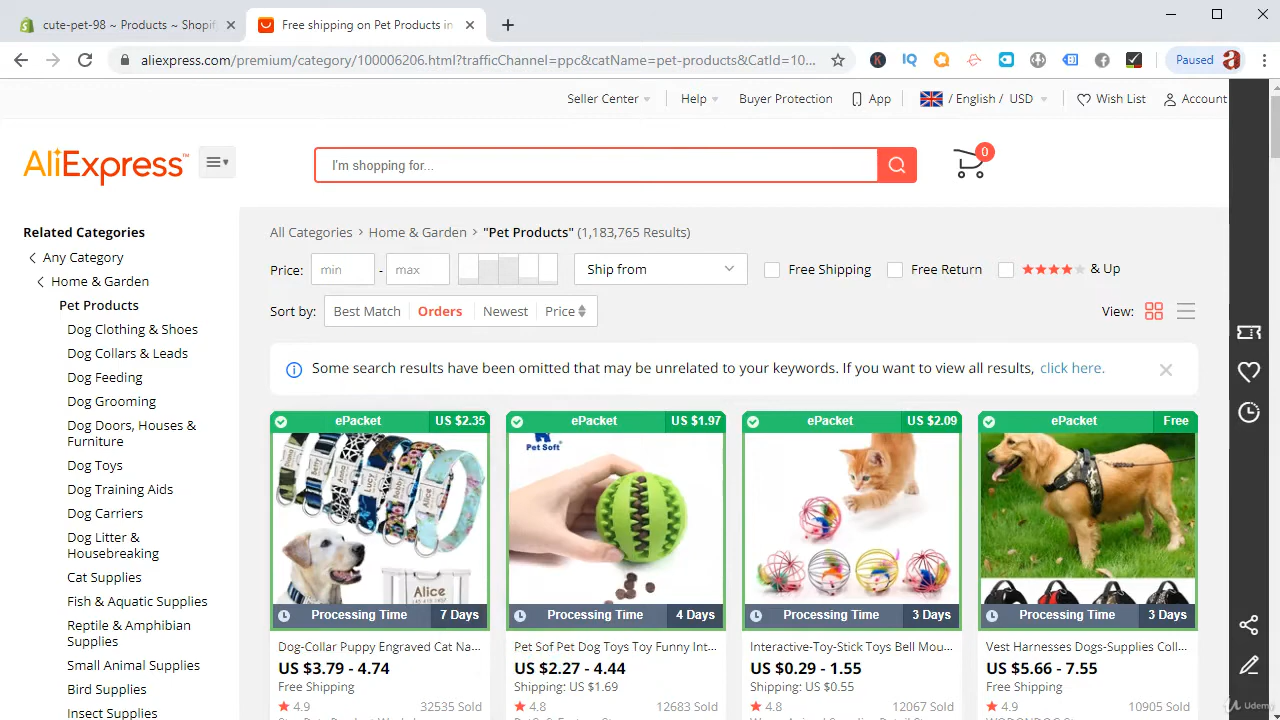 cute-pet-98 ~ Products ~ Shopif
Free shipping on Pet Products in
aliexpress.com/premium/category/100006206.html?trafficChannel=ppc&catName=pet-products&CatId=10...
Paused
Seller Center
Help
Buyer Protection
App
/ English / USD
Wish List
Account
AliExpress™
I'm shopping for...
0
Related Categories
Any Category
Home & Garden
Pet Products
Dog Clothing & Shoes
Dog Collars & Leads
Dog Feeding
Dog Grooming
Dog Doors, Houses &
Furniture
Dog Toys
Dog Training Aids
Dog Carriers
Dog Litter &
Housebreaking
Cat Supplies
Fish & Aquatic Supplies
Reptile & Amphibian
Supplies
Small Animal Supplies
Bird Supplies
Insect Supplies
All Categories > Home & Garden > "Pet Products" (1,183,765 Results)
Price: min - max
Ship from
Free Shipping
Free Return
& Up
Sort by: Best Match Orders Newest Price
View:
Some search results have been omitted that may be unrelated to your keywords. If you want to view all results, click here.
ePacket US $2.35
Lucy
Bobby
Alice
Alice
Processing Time 7 Days
Dog-Collar Puppy Engraved Cat Na...
US $3.79 - 4.74
Free Shipping
4.9 32535 Sold
ePacket US $1.97
Pet Soft
Processing Time 4 Days
Pet Sof Pet Dog Toys Toy Funny Int...
US $2.27 - 4.44
Shipping: US $1.69
4.8 12683 Sold
ePacket US $2.09
Processing Time 3 Days
Interactive-Toy-Stick Toys Bell Mou...
US $0.29 - 1.55
Shipping: US $0.55
4.8 12067 Sold
ePacket Free
Processing Time 3 Days
Vest Harnesses Dogs-Supplies Coll...
US $5.66 - 7.55
Free Shipping
4.9 10905 Sold
Udemy